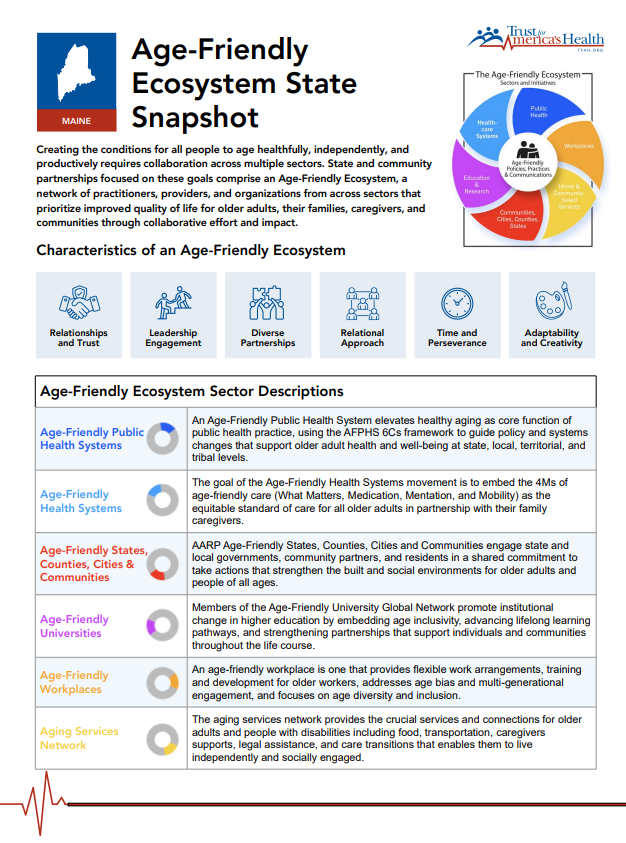 MAINE
Age-Friendly
Ecosystem State
Snapshot
Trust for
America's Health
TFAH.ORG
The Age-Friendly Ecosystem
Sectors and Initiatives
Public
Health
Health-
care
Systems
Workplaces
Age-Friendly
Policies, Practices
& Communications
Education
&
Research
Home &
Community
based
Services
Communities,
Cities, Counties,
States
Creating the conditions for all people to age healthfully, independently, and
productively requires collaboration across multiple sectors. State and community
partnerships focused on these goals comprise an Age-Friendly Ecosystem, a
network of practitioners, providers, and organizations from across sectors that
prioritize improved quality of life for older adults, their families, caregivers, and
communities through collaborative effort and impact.
Characteristics of an Age-Friendly Ecosystem
Relationships
and Trust
Leadership
Engagement
Diverse
Partnerships
Relational
Approach
Time and
Perseverance
Adaptability
and Creativity
Age-Friendly Ecosystem Sector Descriptions
Age-Friendly Public
Health Systems
An Age-Friendly Public Health System elevates healthy aging as core function of
public health practice, using the AFPHS 6Cs framework to guide policy and systems
changes that support older adult health and well-being at state, local, territorial, and
tribal levels.
Age-Friendly
Health Systems
The goal of the Age-Friendly Health Systems movement is to embed the 4Ms of
age-friendly care (What Matters, Medication, Mentation, and Mobility) as the
equitable standard of care for all older adults in partnership with their family
caregivers.
Age-Friendly States,
Counties, Cities &
Communities
AARP Age-Friendly States, Counties, Cities and Communities engage state and
local governments, community partners, and residents in a shared commitment to
take actions that strengthen the built and social environments for older adults and
people of all ages.
Age-Friendly
Universities
Members of the Age-Friendly University Global Network promote institutional
change in higher education by embedding age inclusivity, advancing lifelong learning
pathways, and strengthening partnerships that support individuals and communities
throughout the life course.
Age-Friendly
Workplaces
An age-friendly workplace is one that provides flexible work arrangements, training
and development for older workers, addresses age bias and multi-generational
engagement, and focuses on age diversity and inclusion.
Aging Services
Network
The aging services network provides the crucial services and connections for older
adults and people with disabilities including food, transportation, caregivers
supports, legal assistance, and care transitions that enables them to live
independently and socially engaged.